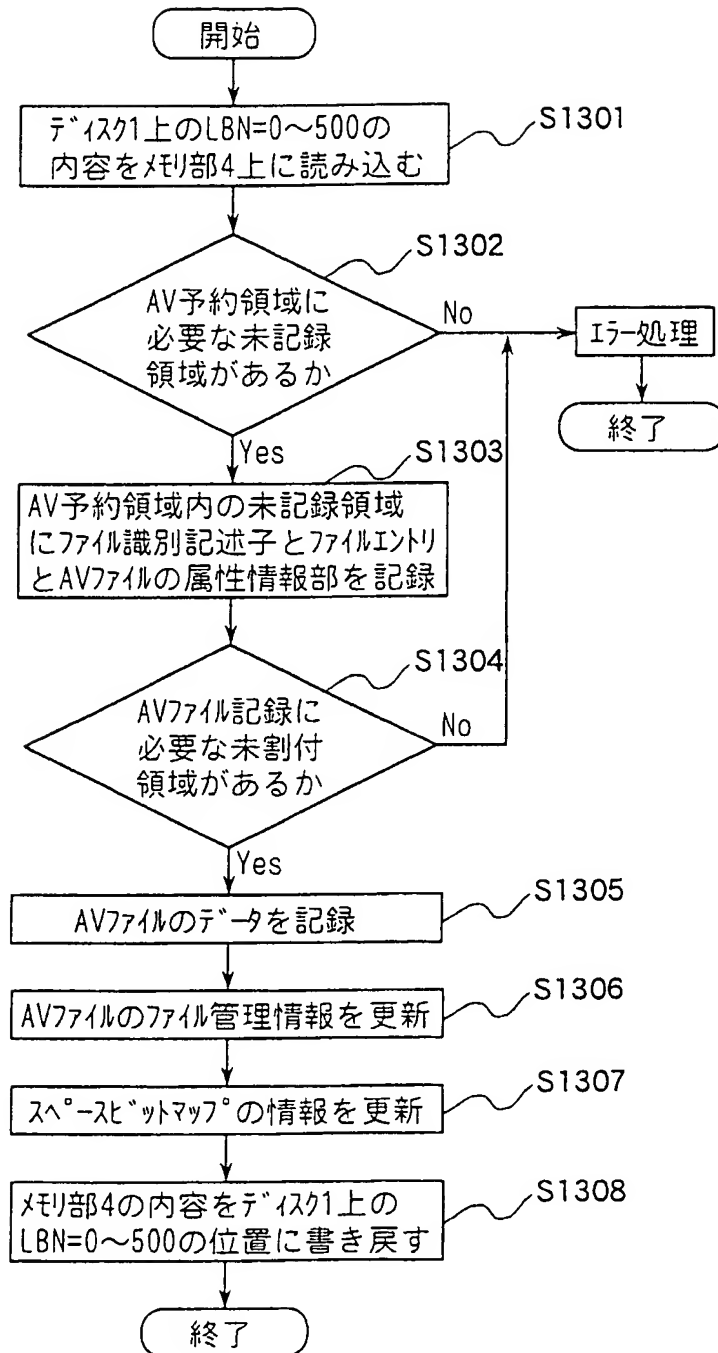 開始
ディスク1上のLBN=0～500の
内容をメモリ部4上に読み込む
S1301
S1302
AV予約領域に
必要な未記録
領域があるか
No
エラー処理
終了
Yes
S1303
AV予約領域内の未記録領域
にファイル識別記述子とファイルエントリ
とAVファイルの属性情報部を記録
S1304
AVファイル記録に
必要な未割付
領域があるか
No
Yes
S1305
AVファイルのデータを記録
S1306
AVファイルのファイル管理情報を更新
S1307
スペースビットマップの情報を更新
S1308
メモリ部4の内容をディスク1上の
LBN=0～500の位置に書き戻す
終了